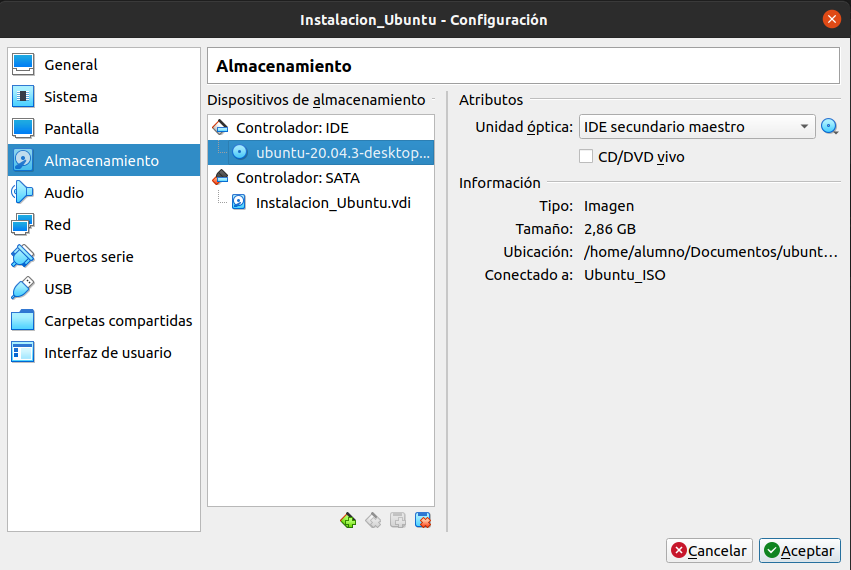 Instalacion_Ubuntu - Configuración
General
Sistema
Pantalla
Almacenamiento
Audio
Red
Puertos serie
USB
Carpetas compartidas
Interfaz de usuario
Almacenamiento
Dispositivos de almacenamiento
Controlador: IDE
ubuntu-20.04.3-desktop...
Controlador: SATA
Instalacion_Ubuntu.vdi
Atributos
Unidad óptica: IDE secundario maestro
CD/DVD vivo
Información
Tipo: Imagen
Tamaño: 2,86 GB
Ubicación: /home/alumno/Documentos/ubunt...
Conectado a: Ubuntu_ISO
Cancelar
Aceptar